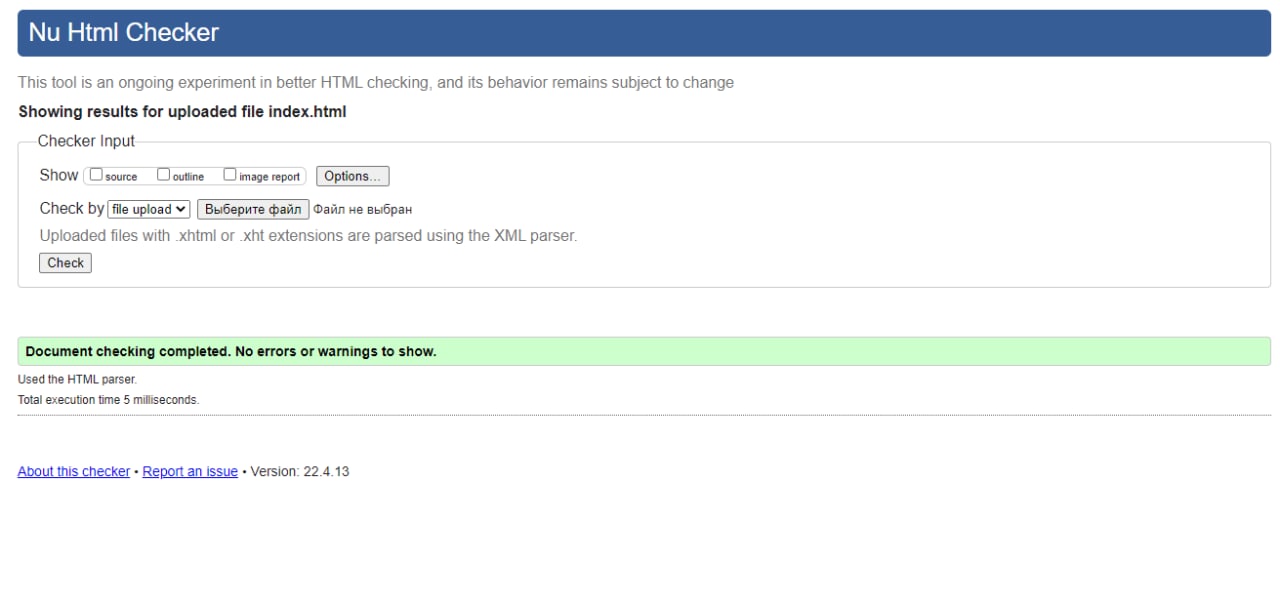 Nu Html Checker
This tool is an ongoing experiment in better HTML checking, and its behavior remains subject to change
Showing results for uploaded file index.html
Checker Input
Show source outline image report Options...
Check by file upload Выберите файл Файл не выбран
Uploaded files with .xhtml or .xht extensions are parsed using the XML parser.
Check
Document checking completed. No errors or warnings to show.
Used the HTML parser.
Total execution time 5 milliseconds.
About this checker • Report an issue • Version: 22.4.13